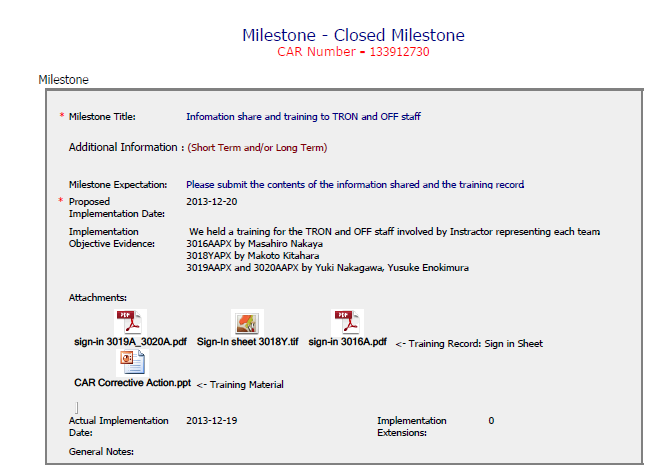 Milestone - Closed Milestone
CAR Number - 133912730
Milestone
* Milestone Title: Infomation share and training to TRON and OFF staff
Additional Information : (Short Term and/or Long Term)
Milestone Expectation: Please submit the contents of the information shared and the training record
* Proposed 2013-12-20
Implementation Date:
Implementation We held a training for the TRON and OFF staff involved by Instractor representing each team
Objective Evidence: 3016AAPX by Masahiro Nakaya
3018YAPX by Makoto Kitahara
3019AAPX and 3020AAPX by Yuki Nakagawa, Yusuke Enokimura
Attachments:
PDF PDF
sign-in 3019A_3020A.pdf Sign-In sheet 3018Y.tif sign-in 3016A.pdf <- Training Record: Sign in Sheet
CAR Corrective Action.ppt <- Training Material
Actual Implementation 2013-12-19 Implementation 0
Date: Extensions:
General Notes: